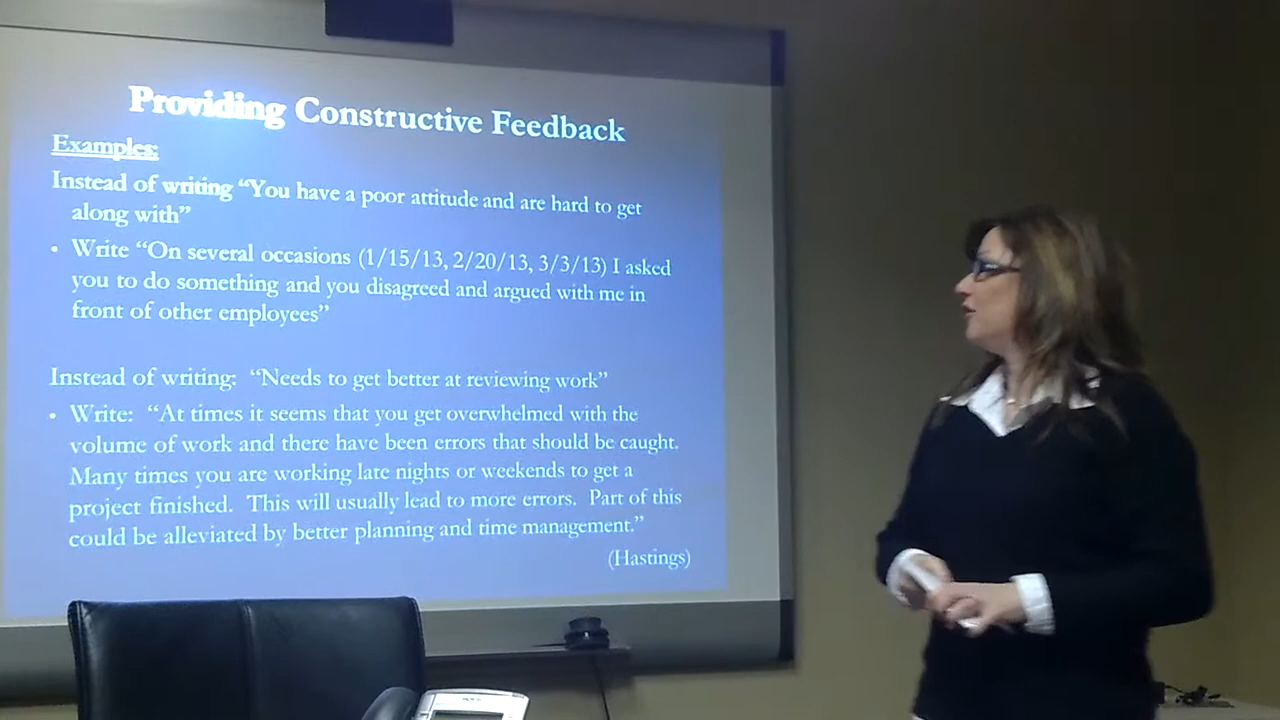 Providing Constructive Feedback
Examples:
Instead of writing “You have a poor attitude and are hard to get
along with”
• Write “On several occasions (1/15/13, 2/20/13, 3/3/13) I asked
you to do something and you disagreed and argued with me in
front of other employees”
Instead of writing: “Needs to get better at reviewing work”
• Write: “At times it seems that you get overwhelmed with the
volume of work and there have been errors that should be caught.
Many times you are working late nights or weekends to get a
project finished. This will usually lead to more errors. Part of this
could be alleviated by better planning and time management.”
(Hastings)